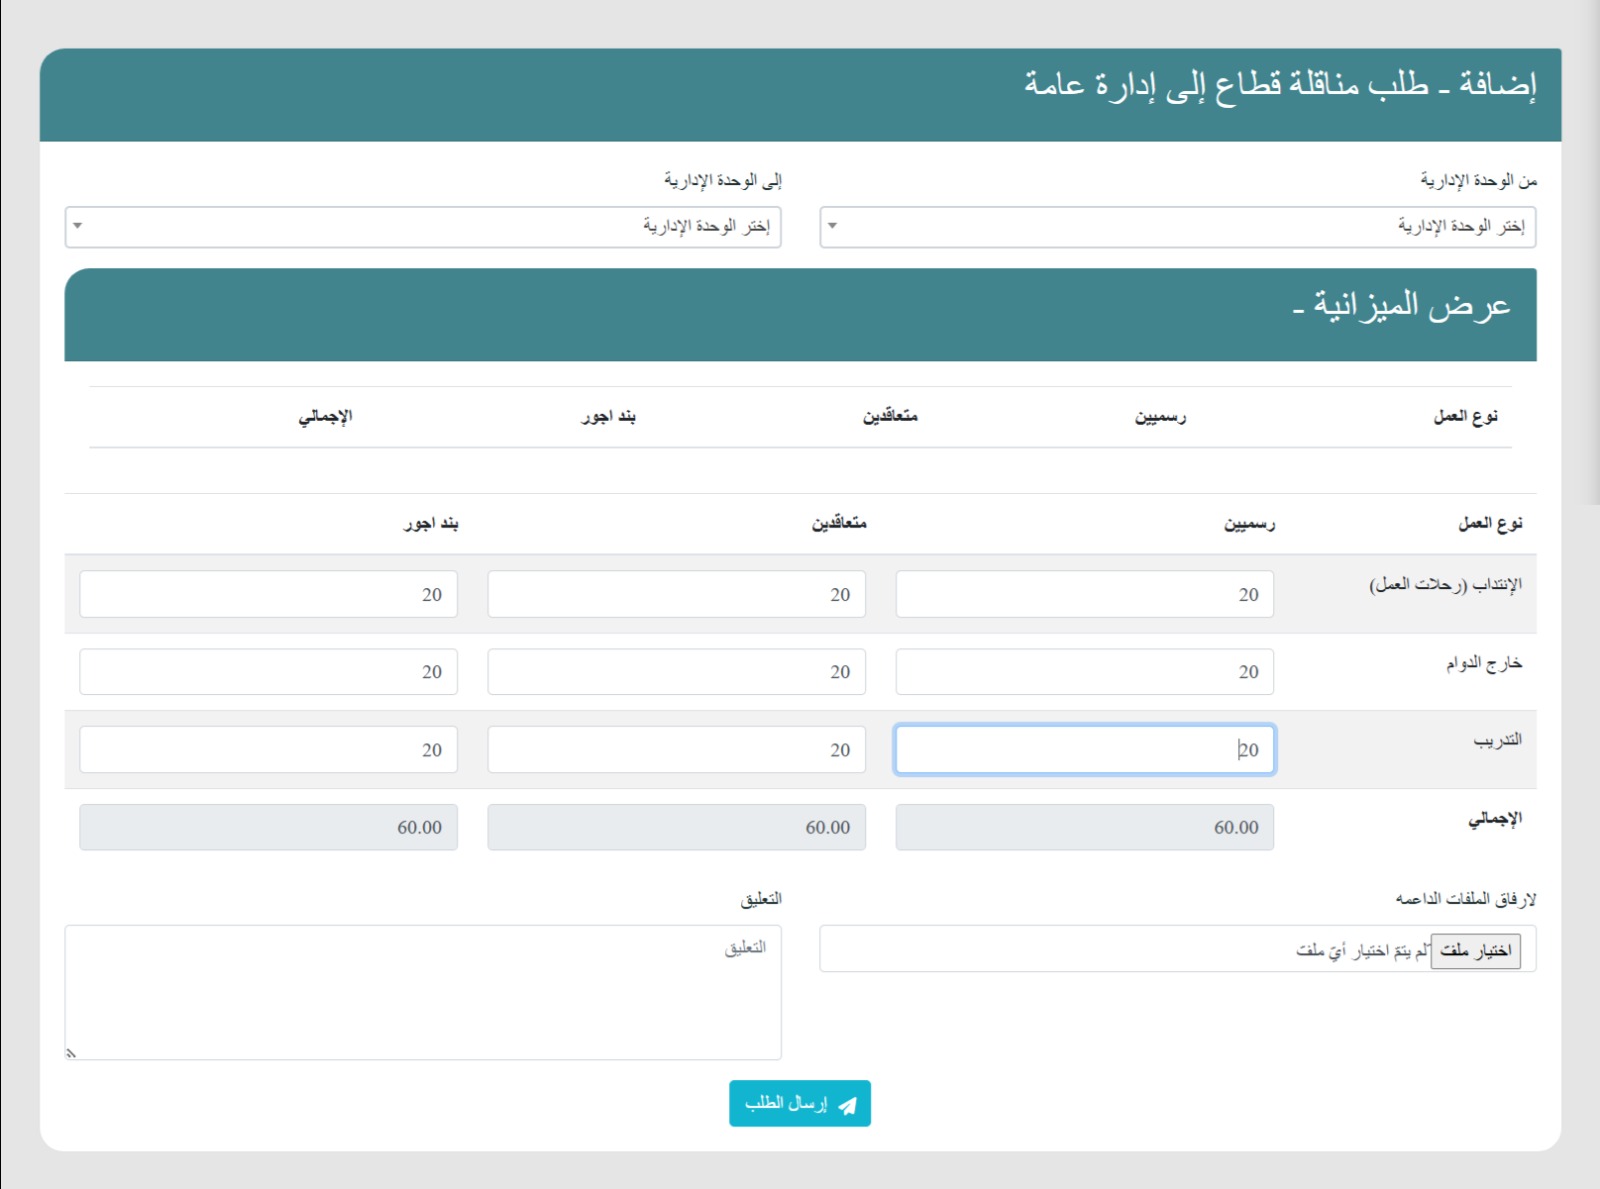 إضافة - طلب مناقلة قطاع إلى إدارة عامة
من الوحدة الإدارية
إلى الوحدة الإدارية
إختر الوحدة الإدارية
إختر الوحدة الإدارية
عرض الميزانية -
نوع العمل رسميين متعاقدين بند اجور الإجمالي
نوع العمل رسميين متعاقدين بند اجور
الإنتداب (رحلات العمل) 20 20 20
خارج الدوام 20 20 20
التدريب 20 20 20
الإجمالي 60.00 60.00 60.00
لارفاق الملفات الداعمه
التعليق
اختيار ملف لم يتمّ اختيار أيّ ملف
التعليق
إرسال الطلب